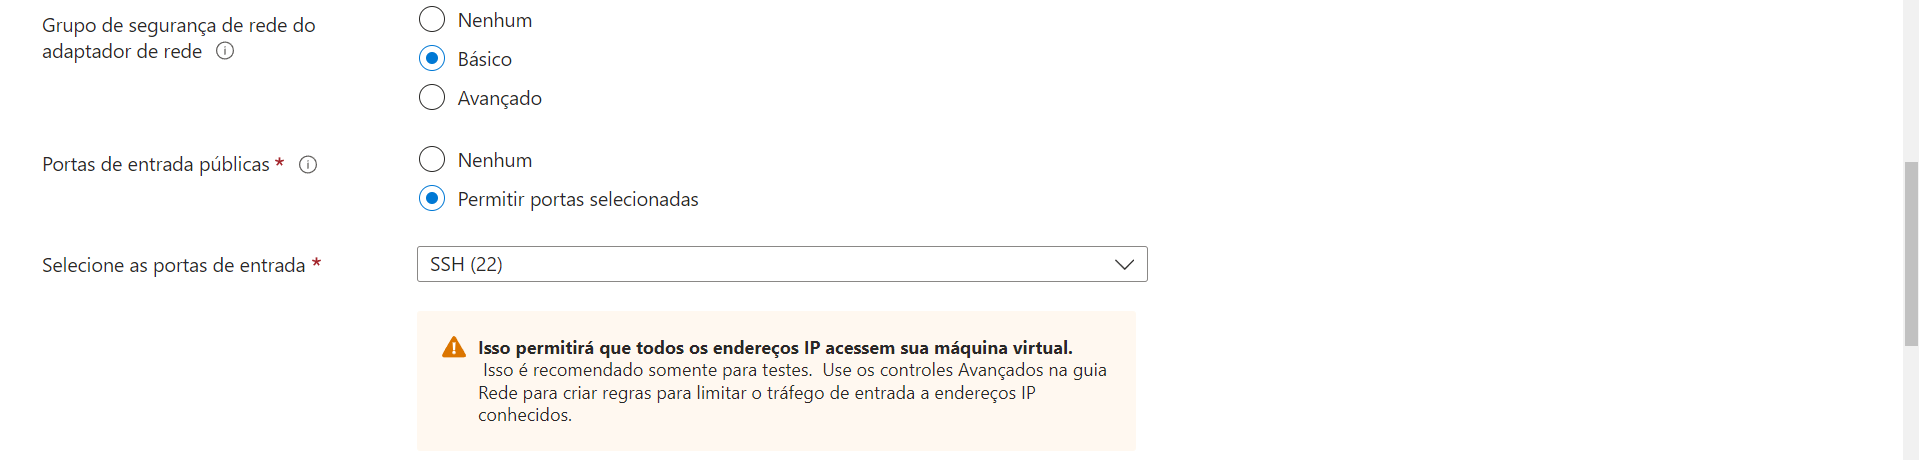 Grupo de segurança de rede do
adaptador de rede
Nenhum
Básico
Avançado
Portas de entrada públicas *
Nenhum
Permitir portas selecionadas
Selecione as portas de entrada *
SSH (22)
Isso permitirá que todos os endereços IP acessem sua máquina virtual.
Isso é recomendado somente para testes. Use os controles Avançados na guia
Rede para criar regras para limitar o tráfego de entrada a endereços IP
conhecidos.